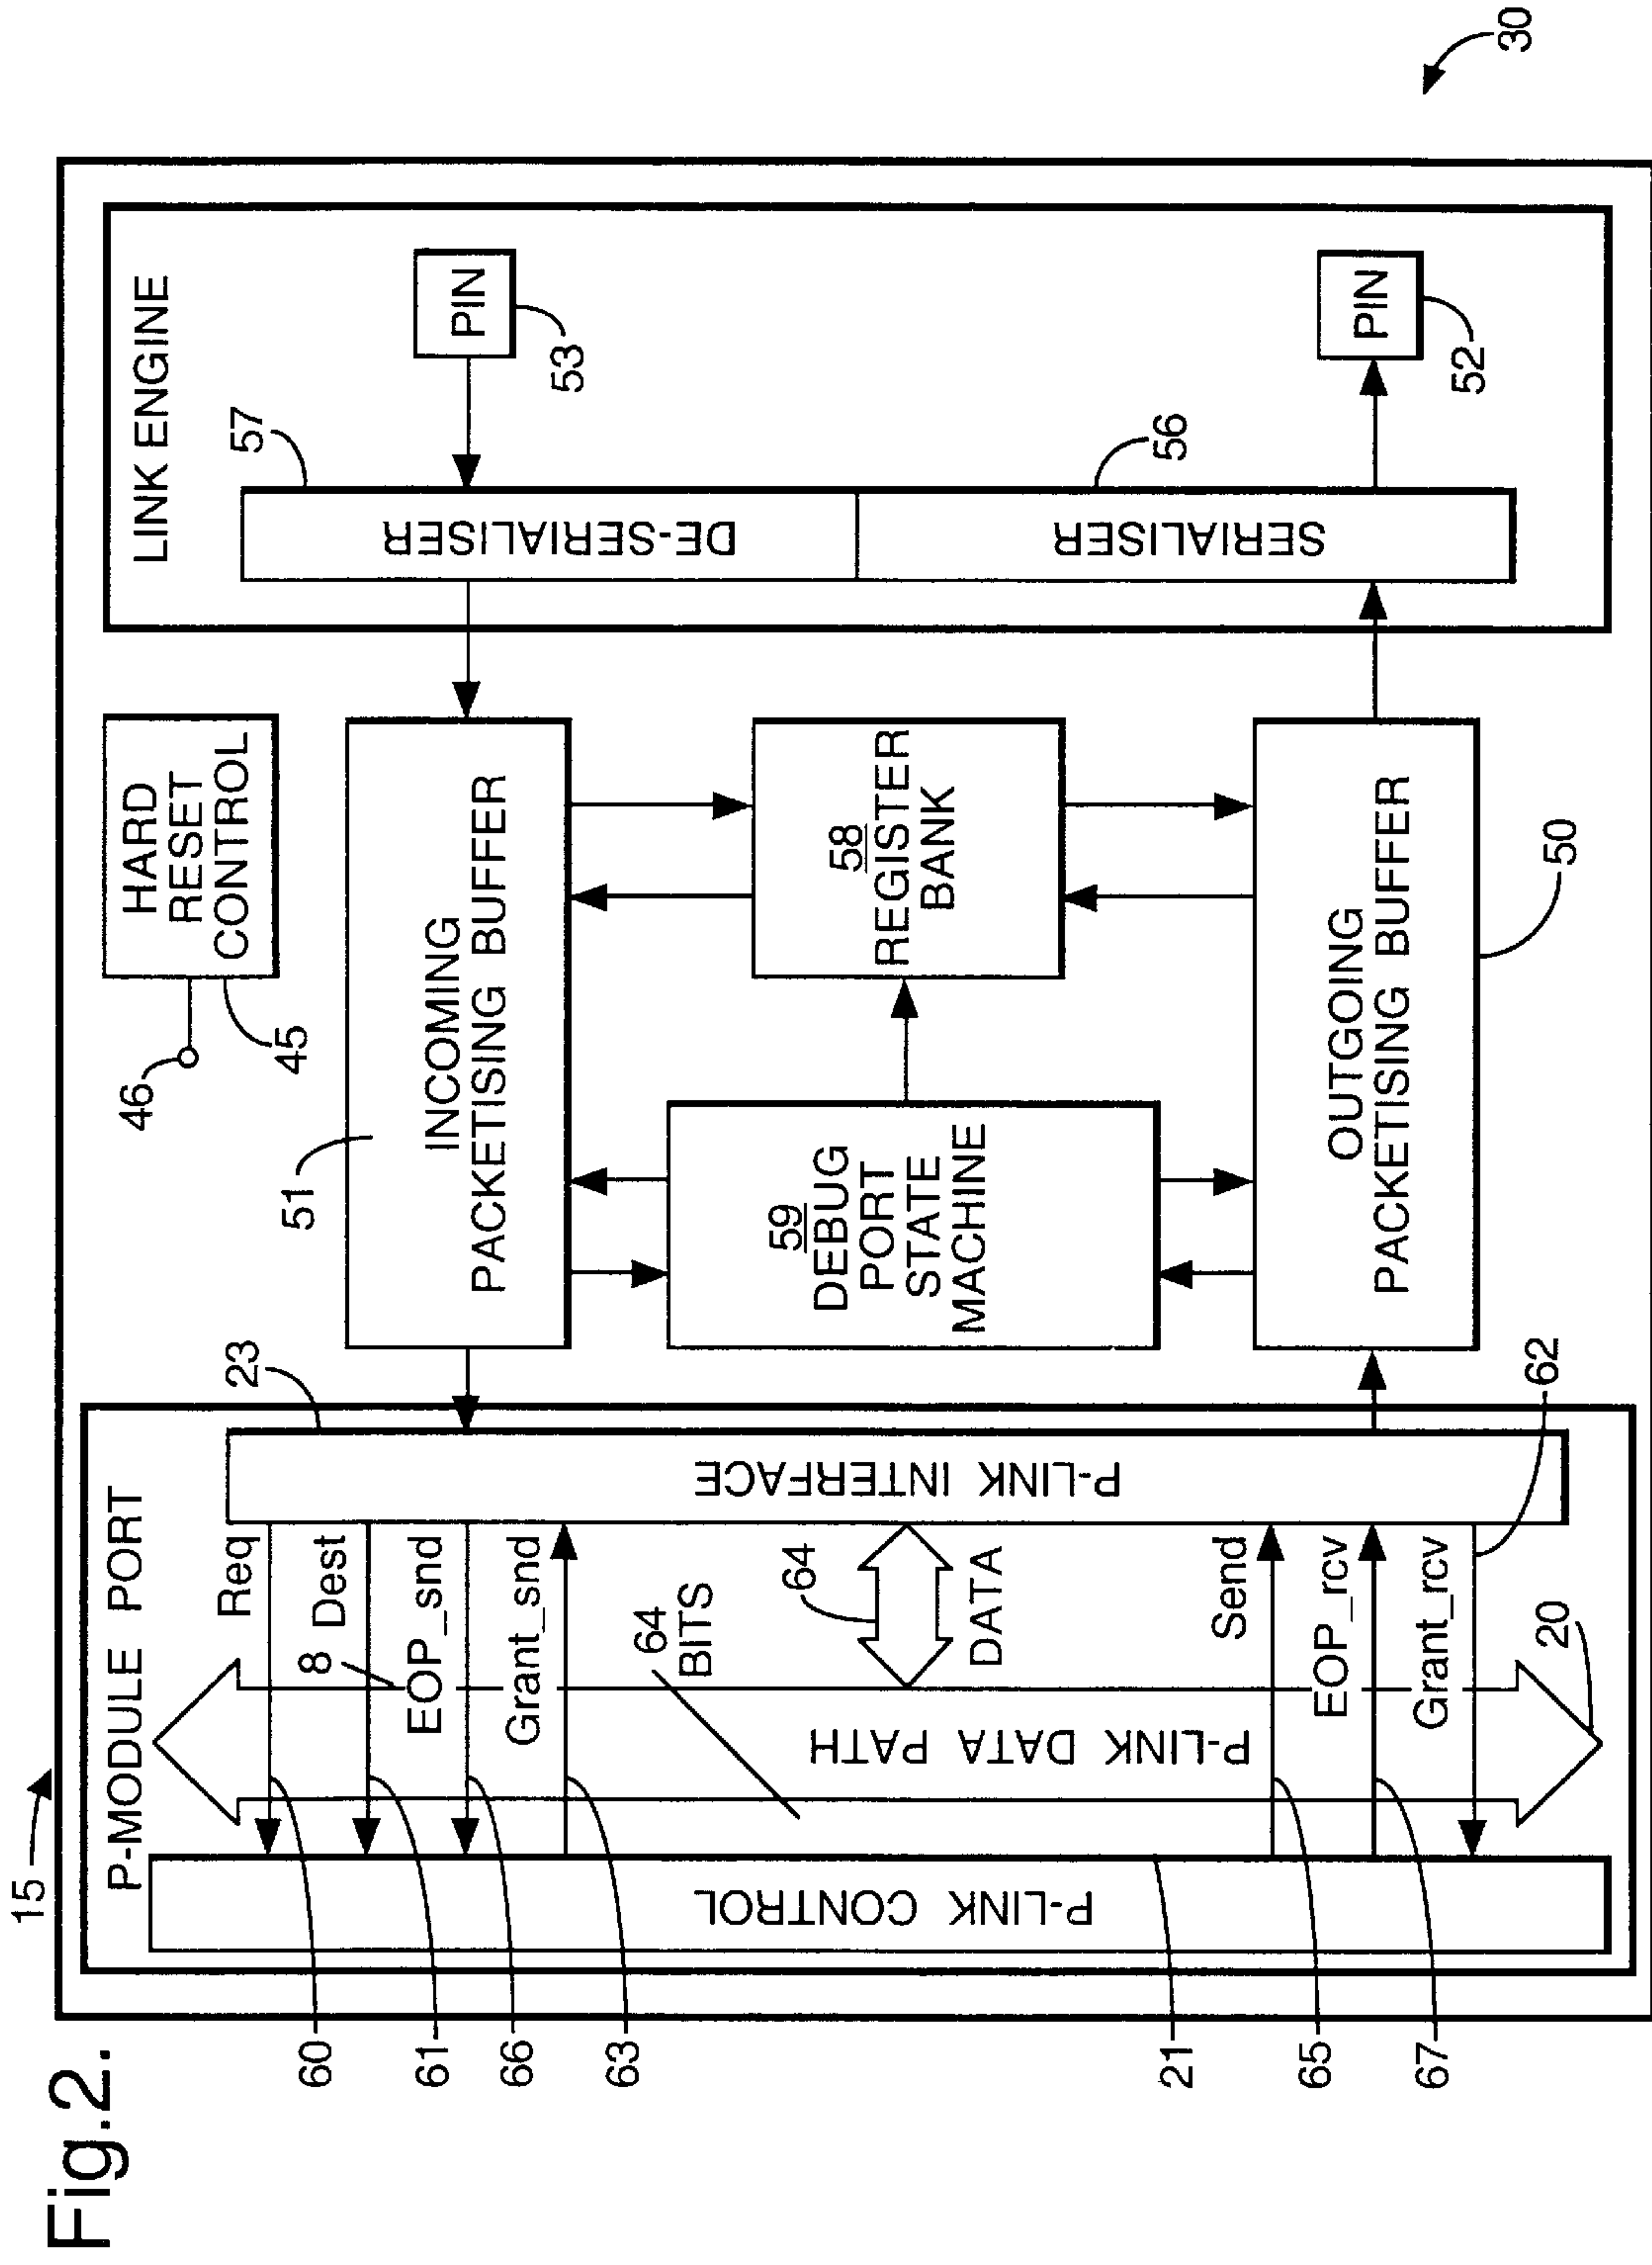 Fig.2.
15
30
P-MODULE PORT
P-LINK CONTROL
P-LINK DATA PATH
P-LINK INTERFACE
Req
8
Dest
EOP_snd
Grant_snd
64
BITS
64
DATA
Send
EOP_rcv
Grant_rcv
20
23
62
60
61
66
63
21
65
67
46
45
HARD
RESET
CONTROL
51
INCOMING
PACKETISING BUFFER
59
DEBUG
PORT
STATE
MACHINE
58
REGISTER
BANK
OUTGOING
PACKETISING BUFFER
50
LINK ENGINE
57
DE-SERIALISER
SERIALISER
56
PIN
53
PIN
52